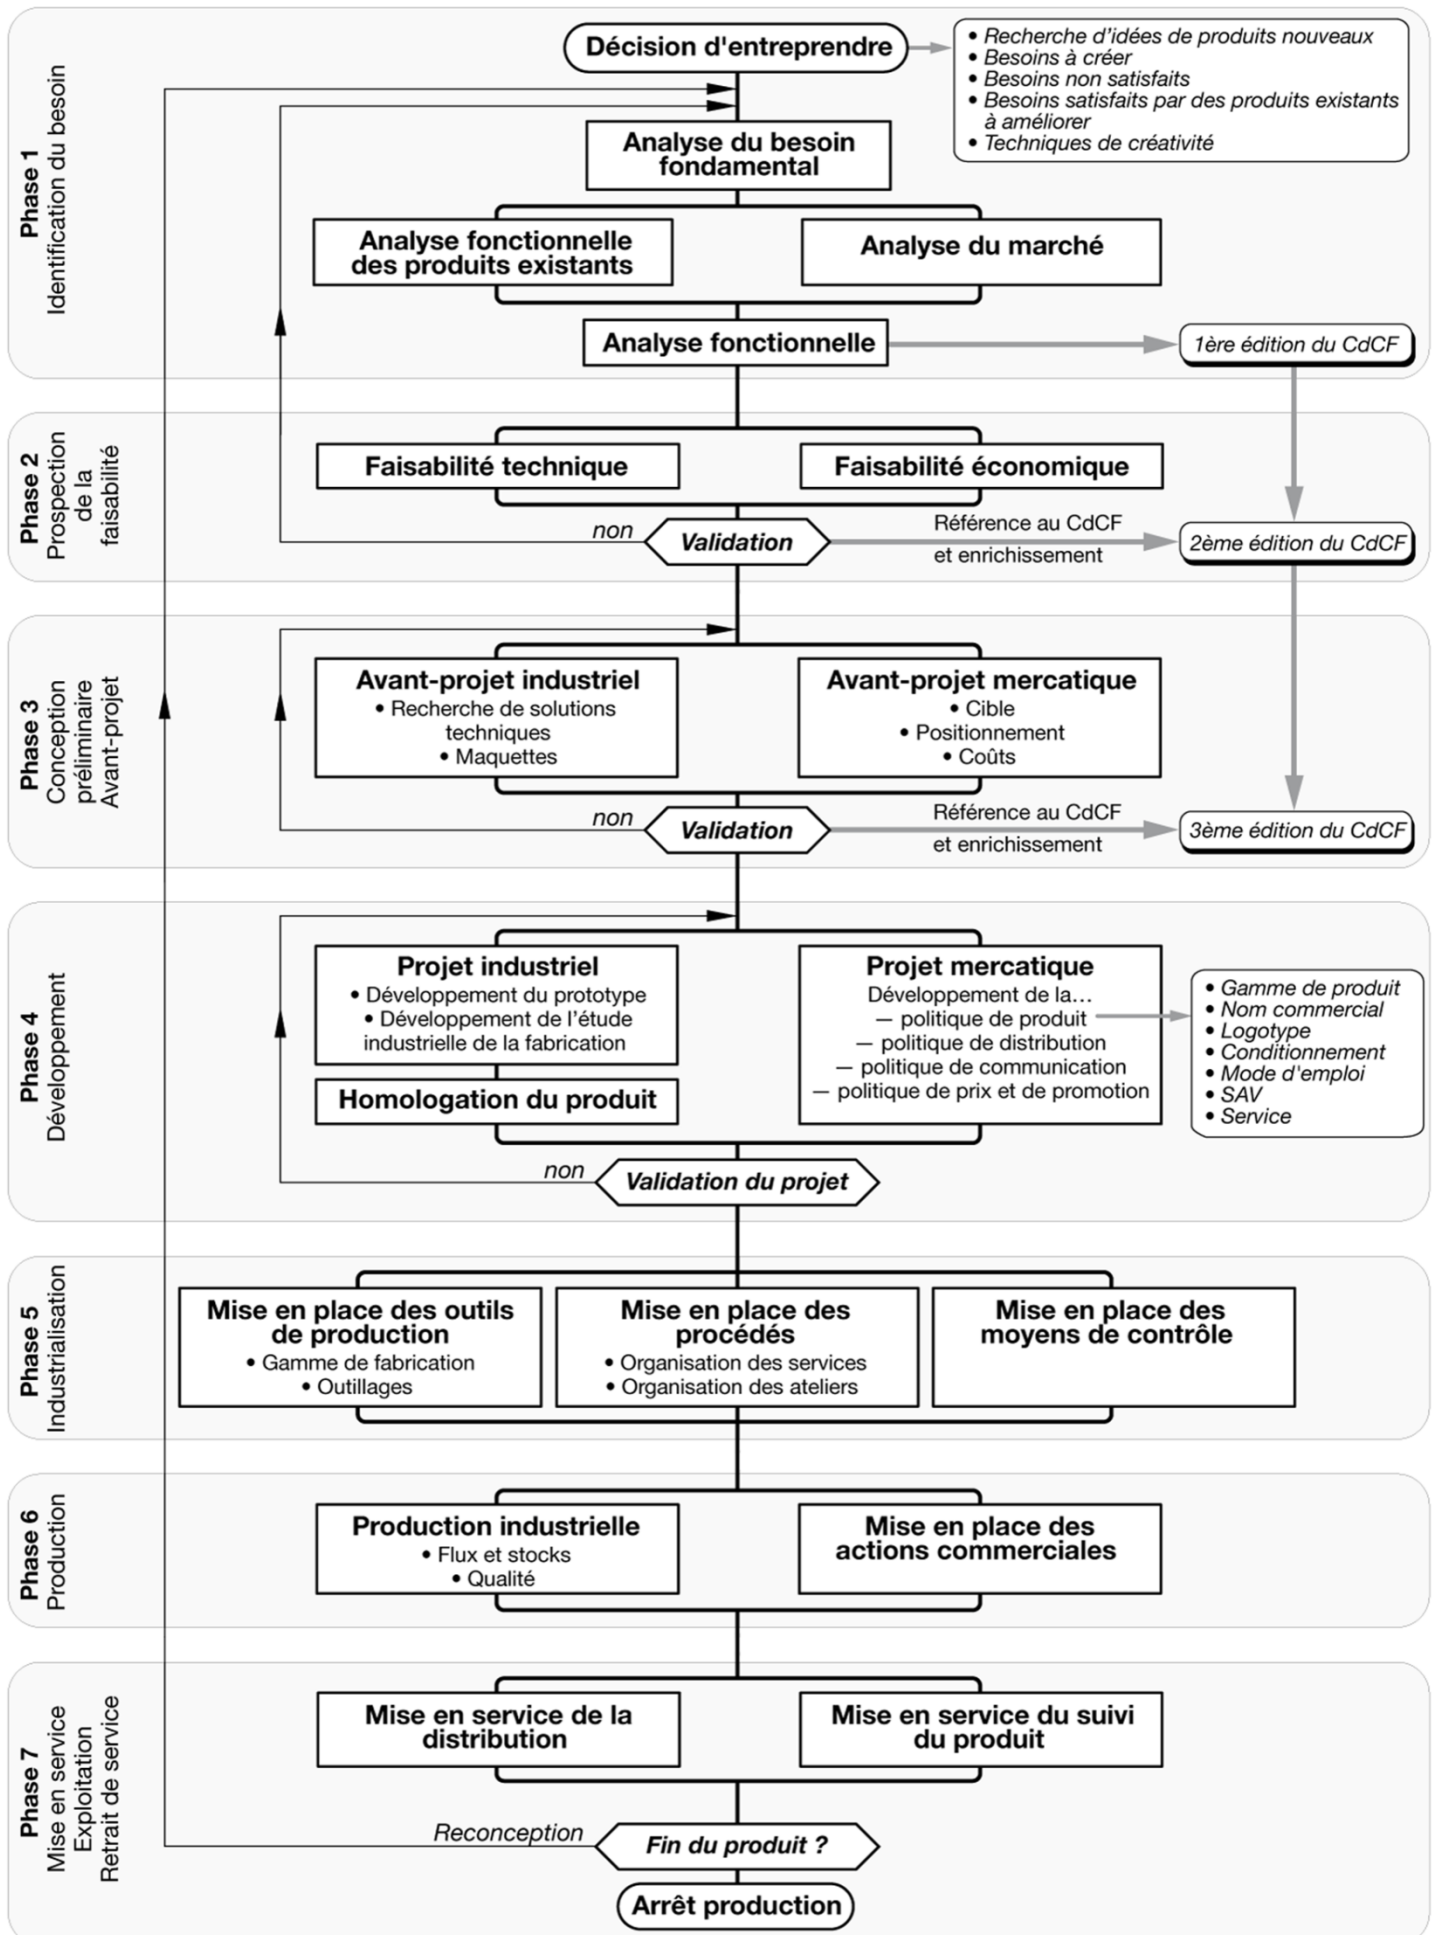 Phase 1
Identification du besoin
Décision d'entreprendre
• Recherche d’idées de produits nouveaux
• Besoins à créer
• Besoins non satisfaits
• Besoins satisfaits par des produits existants
à améliorer
• Techniques de créativité
Analyse du besoin
fondamental
Analyse fonctionnelle
des produits existants
Analyse du marché
Analyse fonctionnelle
1ère édition du CdCF
Phase 2
Prospection
de la
faisabilité
Faisabilité technique
Faisabilité économique
non
Validation
Référence au CdCF
et enrichissement
2ème édition du CdCF
Phase 3
Conception
préliminaire
Avant-projet
Avant-projet industriel
• Recherche de solutions
techniques
• Maquettes
Avant-projet mercatique
• Cible
• Positionnement
• Coûts
non
Validation
Référence au CdCF
et enrichissement
3ème édition du CdCF
Phase 4
Développement
Projet industriel
• Développement du prototype
• Développement de l’étude
industrielle de la fabrication
Homologation du produit
Projet mercatique
Développement de la…
— politique de produit
— politique de distribution
— politique de communication
— politique de prix et de promotion
• Gamme de produit
• Nom commercial
• Logotype
• Conditionnement
• Mode d'emploi
• SAV
• Service
non
Validation du projet
Phase 5
Industrialisation
Mise en place des outils
de production
• Gamme de fabrication
• Outillages
Mise en place des
procédés
• Organisation des services
• Organisation des ateliers
Mise en place des
moyens de contrôle
Phase 6
Production
Production industrielle
• Flux et stocks
• Qualité
Mise en place des
actions commerciales
Phase 7
Mise en service
Exploitation
Retrait de service
Mise en service de la
distribution
Mise en service du suivi
du produit
Reconception
Fin du produit ?
Arrêt production